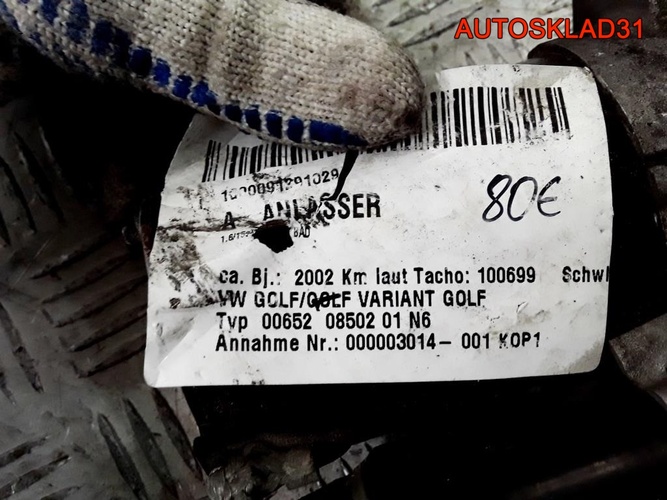 AUTOSKLAD31
A ANLASSER
80€
ca. Bj.: 2002 Km laut Tacho: 100699 Schwl
VW GOLF/GOLF VARIANT GOLF
Typ 00652 08502 01 N6
Annahme Nr.: 000003014- 001 KOP1